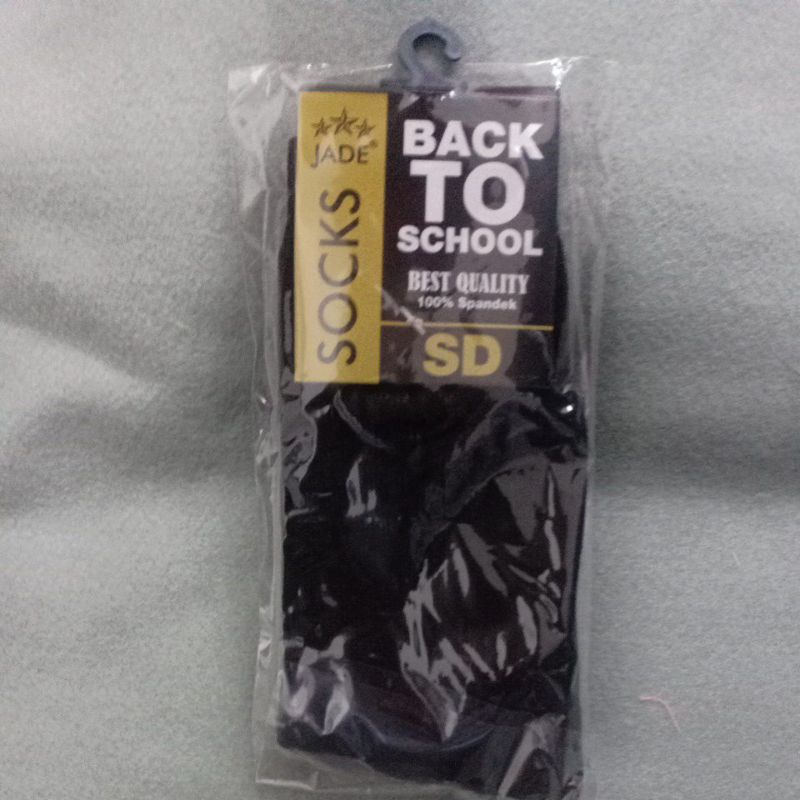 JADE®
SOCKS
BACK
TO
SCHOOL
BEST QUALITY
100% Spandek
SD